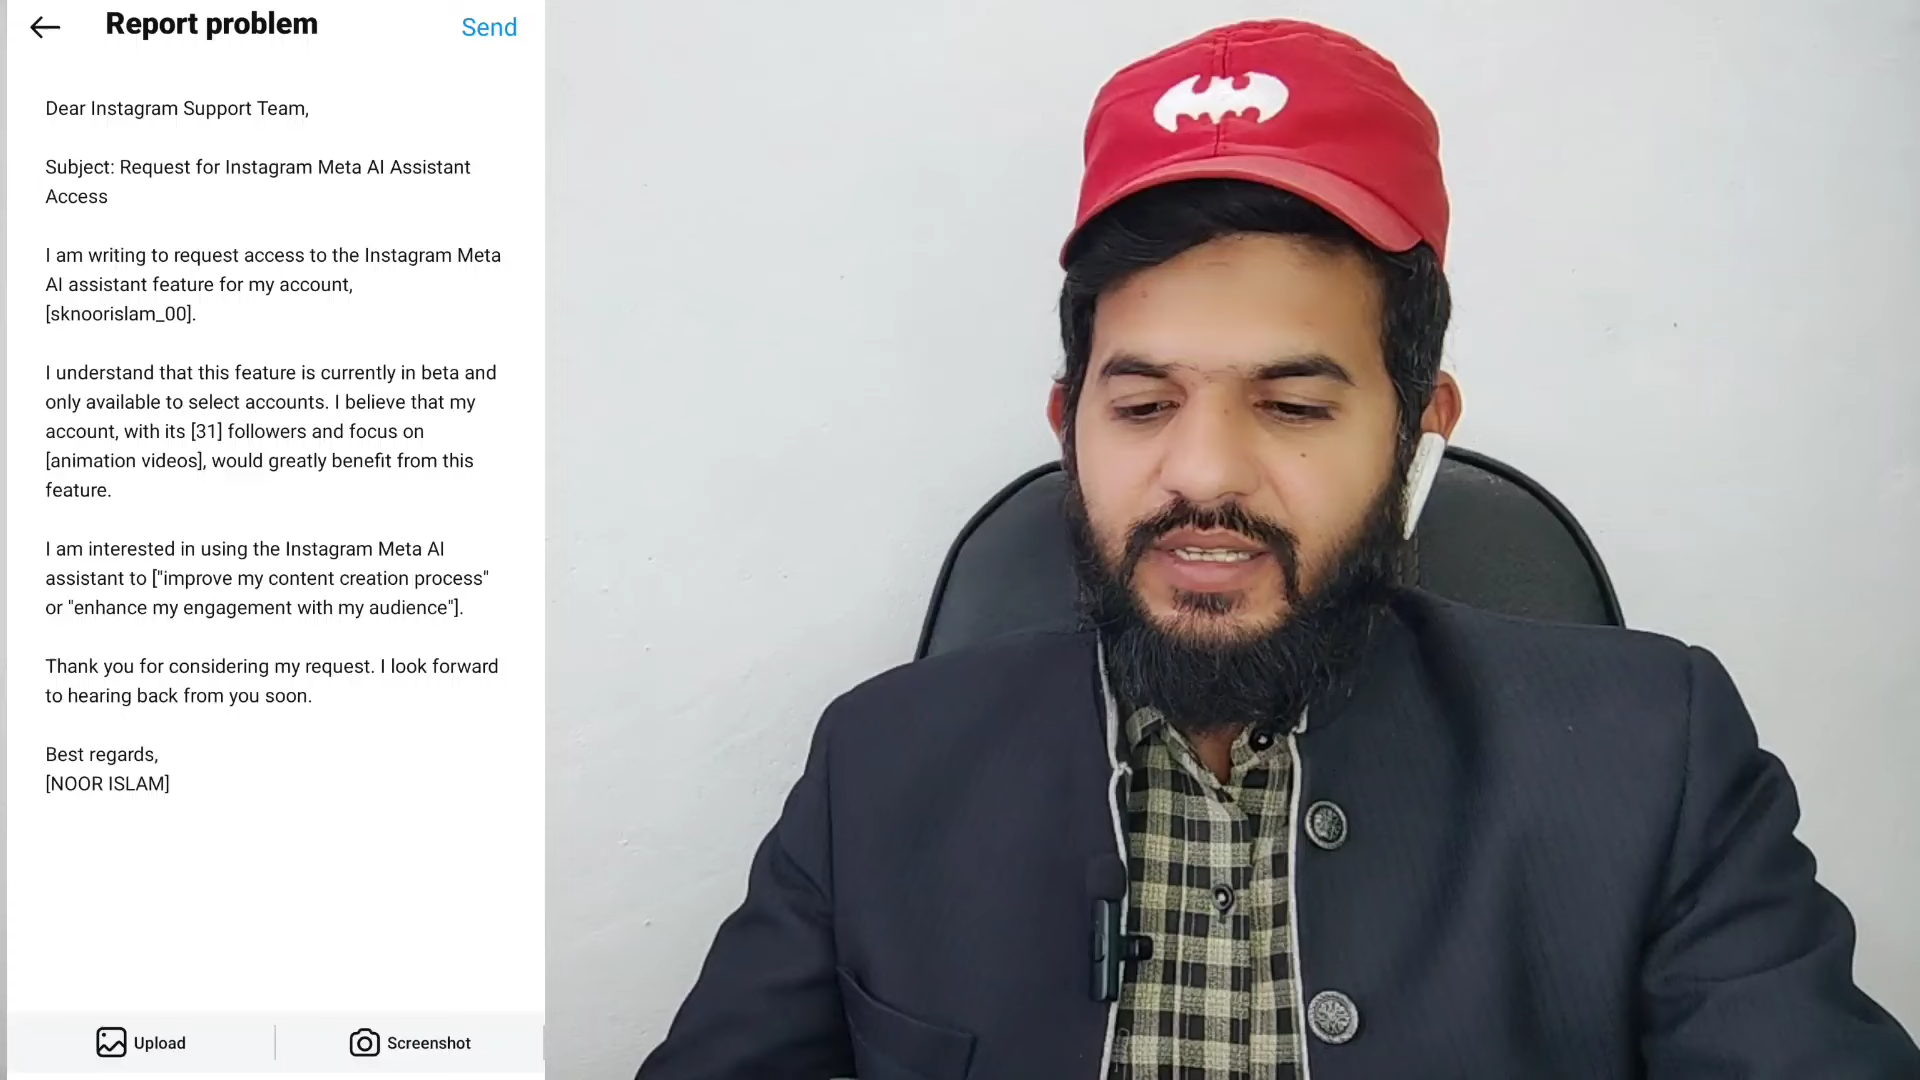 Report problem
Send
Dear Instagram Support Team,
Subject: Request for Instagram Meta AI Assistant
Access
I am writing to request access to the Instagram Meta
AI assistant feature for my account,
[sknoorislam_00].
I understand that this feature is currently in beta and
only available to select accounts. I believe that my
account, with its [31] followers and focus on
[animation videos], would greatly benefit from this
feature.
I am interested in using the Instagram Meta AI
assistant to ["improve my content creation process"
or "enhance my engagement with my audience"].
Thank you for considering my request. I look forward
to hearing back from you soon.
Best regards,
[NOOR ISLAM]
Upload
Screenshot